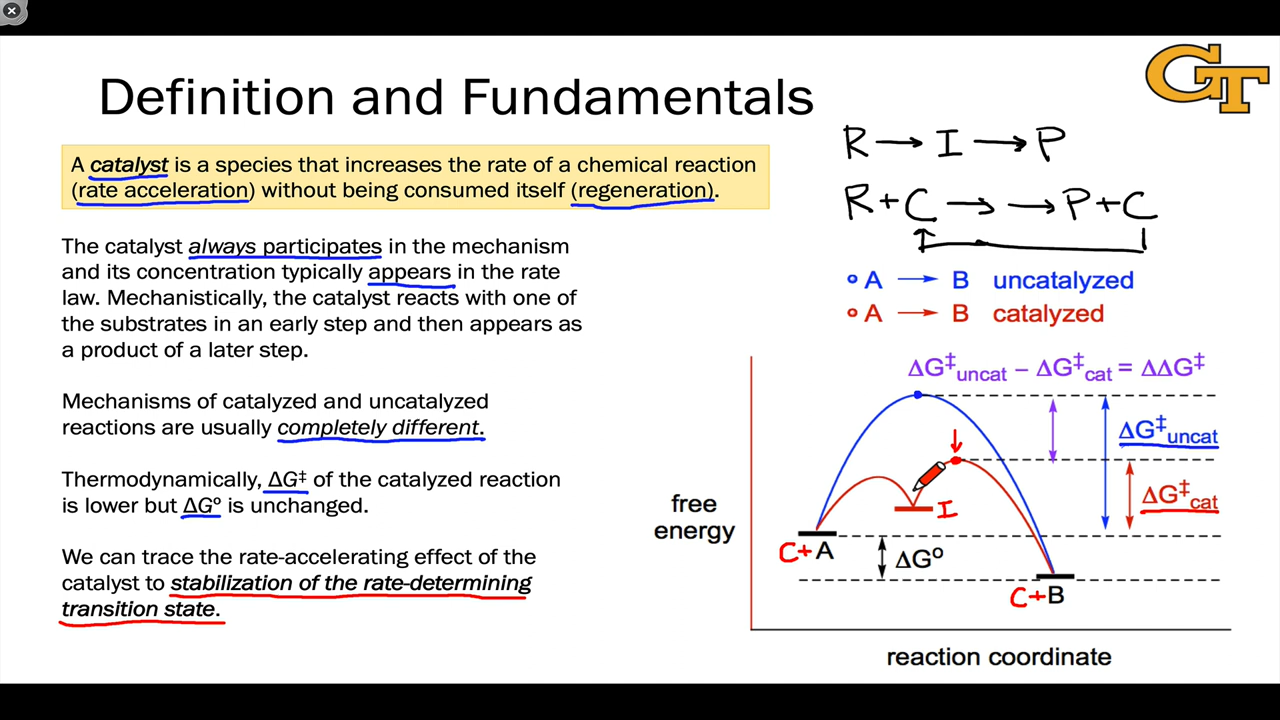 GT
Definition and Fundamentals
A catalyst is a species that increases the rate of a chemical reaction
(rate acceleration) without being consumed itself (regeneration).
The catalyst always participates in the mechanism
and its concentration typically appears in the rate
law. Mechanistically, the catalyst reacts with one of
the substrates in an early step and then appears as
a product of a later step.
Mechanisms of catalyzed and uncatalyzed
reactions are usually completely different.
Thermodynamically, ΔG‡ of the catalyzed reaction
is lower but ΔGº is unchanged.
We can trace the rate-accelerating effect of the
catalyst to stabilization of the rate-determining
transition state.
R → I → P
R + C → → P + C
A → B uncatalyzed
A → B catalyzed
ΔG‡uncat – ΔG‡cat = ΔΔG‡
ΔG‡uncat
ΔG‡cat
free
energy
I
C+A
ΔGº
C+B
reaction coordinate